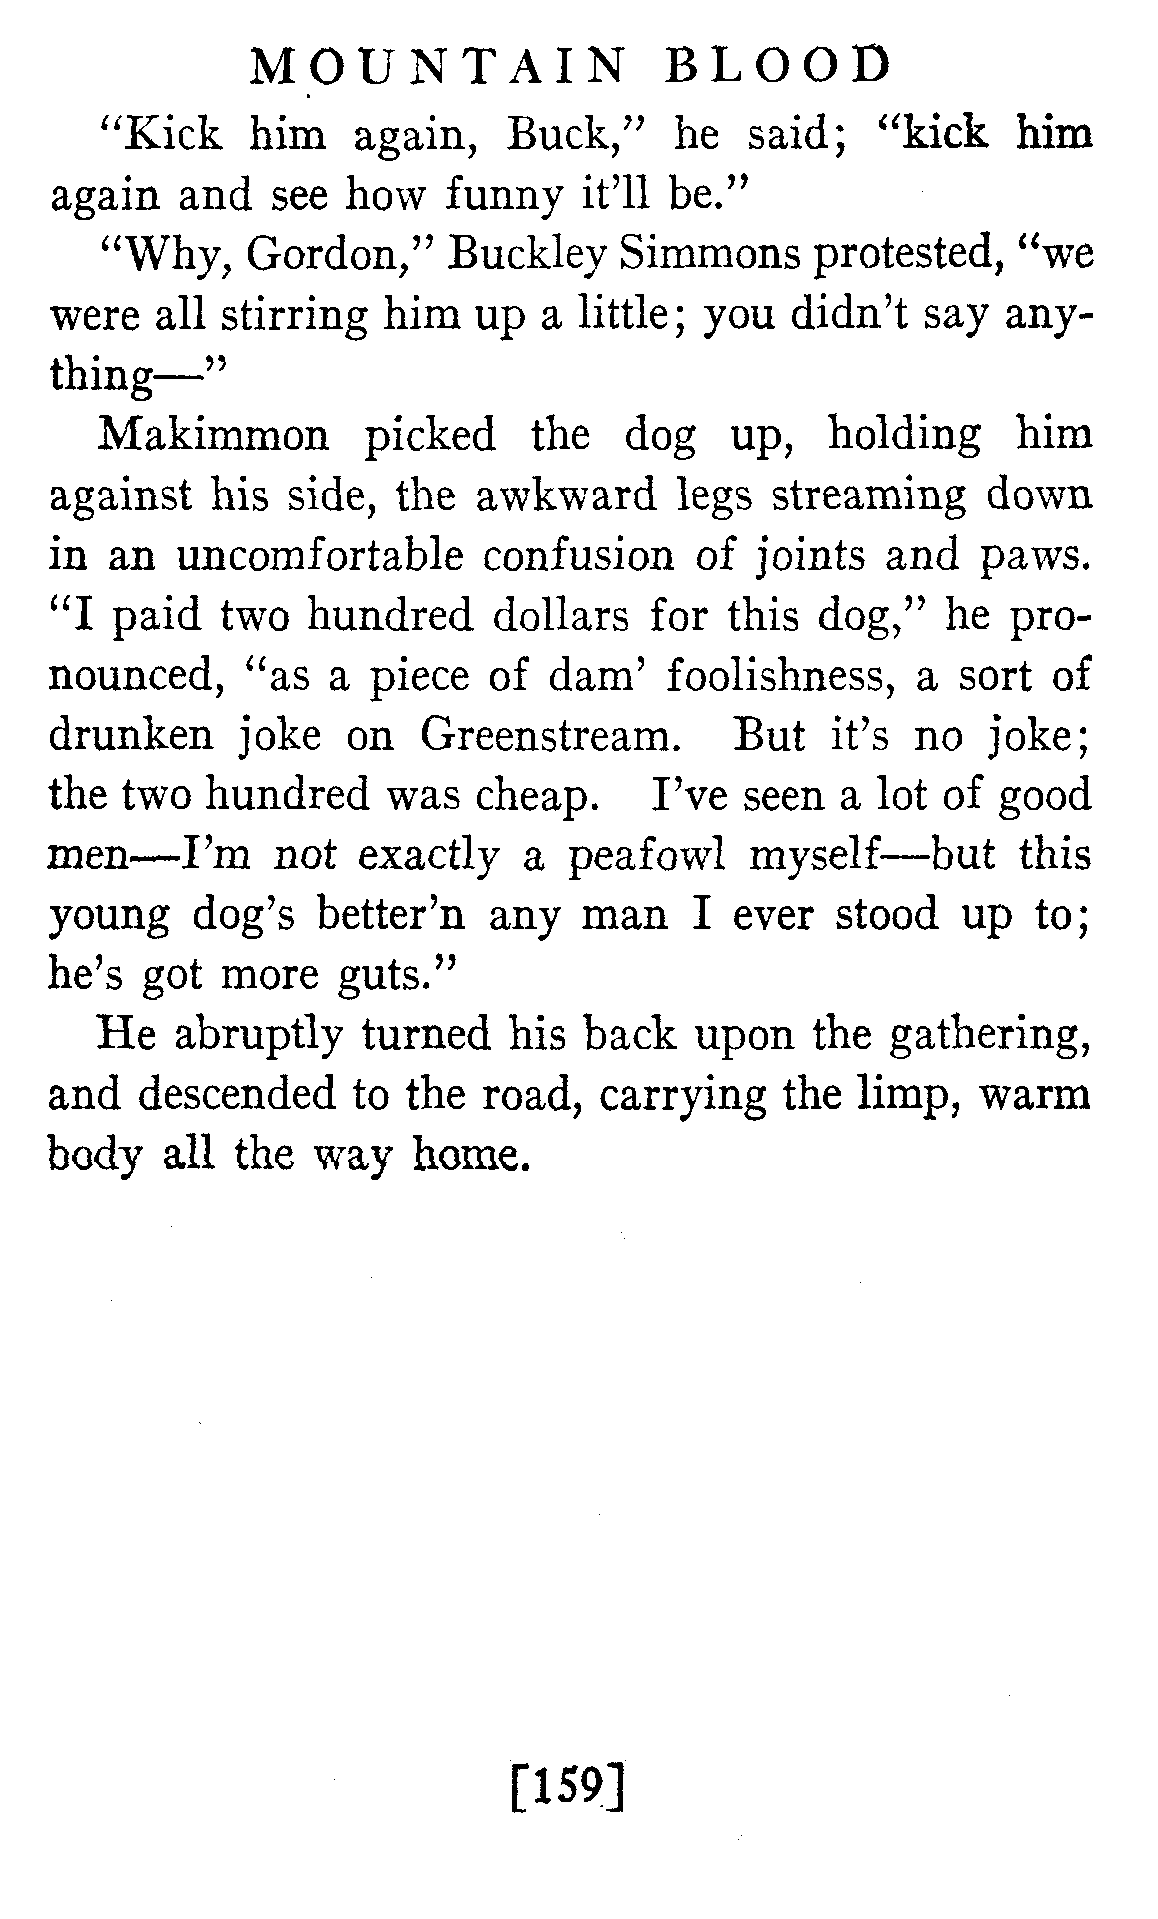 MOUNTAIN BLOOD
“Kick him again, Buck,” he said; “kick him
again and see how funny it’ll be.”
“Why, Gordon,” Buckley Simmons protested, “we
were all stirring him up a little; you didn’t say any-
thing—”
Makimmon picked the dog up, holding him
against his side, the awkward legs streaming down
in an uncomfortable confusion of joints and paws.
“I paid two hundred dollars for this dog,” he pro-
nounced, “as a piece of dam’ foolishness, a sort of
drunken joke on Greenstream. But it’s no joke;
the two hundred was cheap. I’ve seen a lot of good
men—I’m not exactly a peafowl myself—but this
young dog’s better’n any man I ever stood up to;
he’s got more guts.”
He abruptly turned his back upon the gathering,
and descended to the road, carrying the limp, warm
body all the way home.
[159]